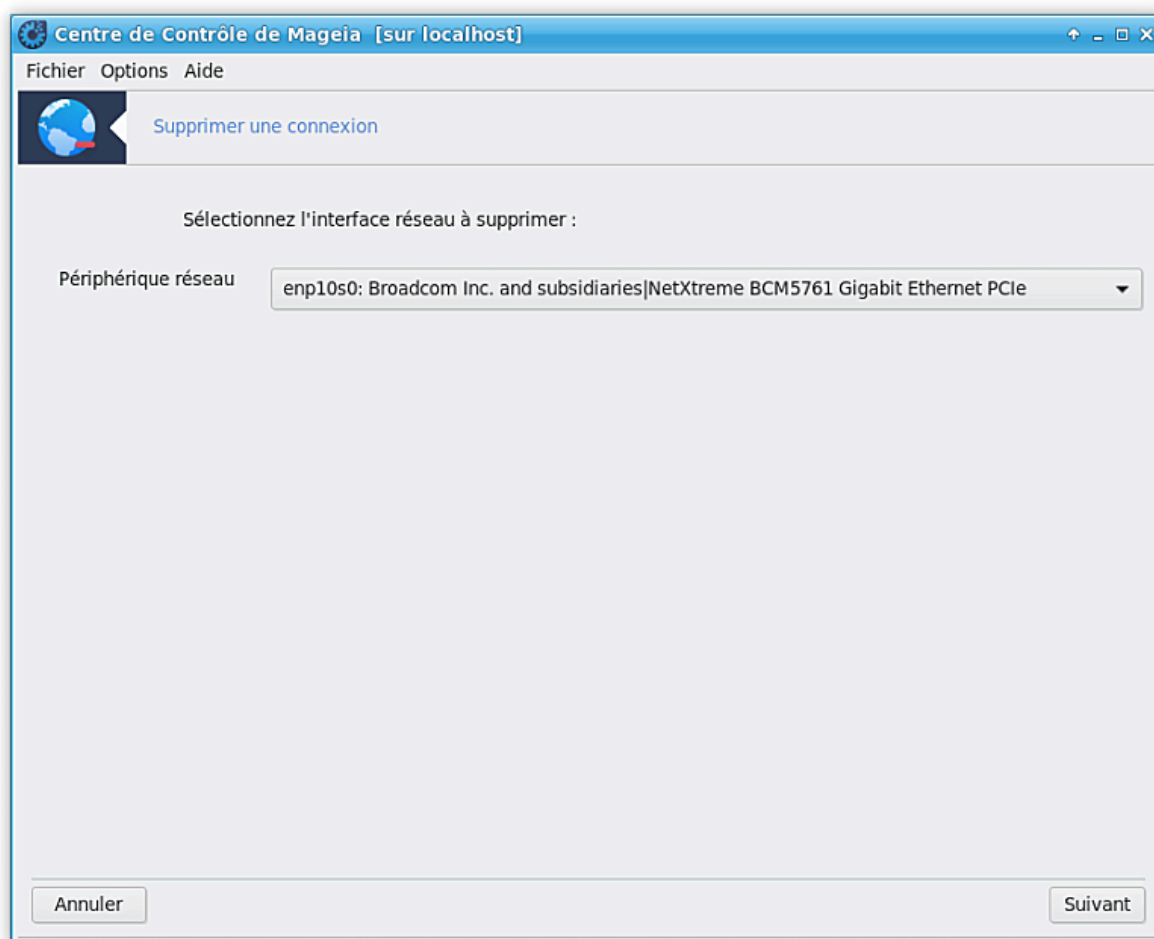 Centre de Contrôle de Mageia [sur localhost]
Fichier Options Aide
Supprimer une connexion
Sélectionnez l'interface réseau à supprimer :
Périphérique réseau
enp10s0: Broadcom Inc. and subsidiaries|NetXtreme BCM5761 Gigabit Ethernet PCIe
Annuler
Suivant